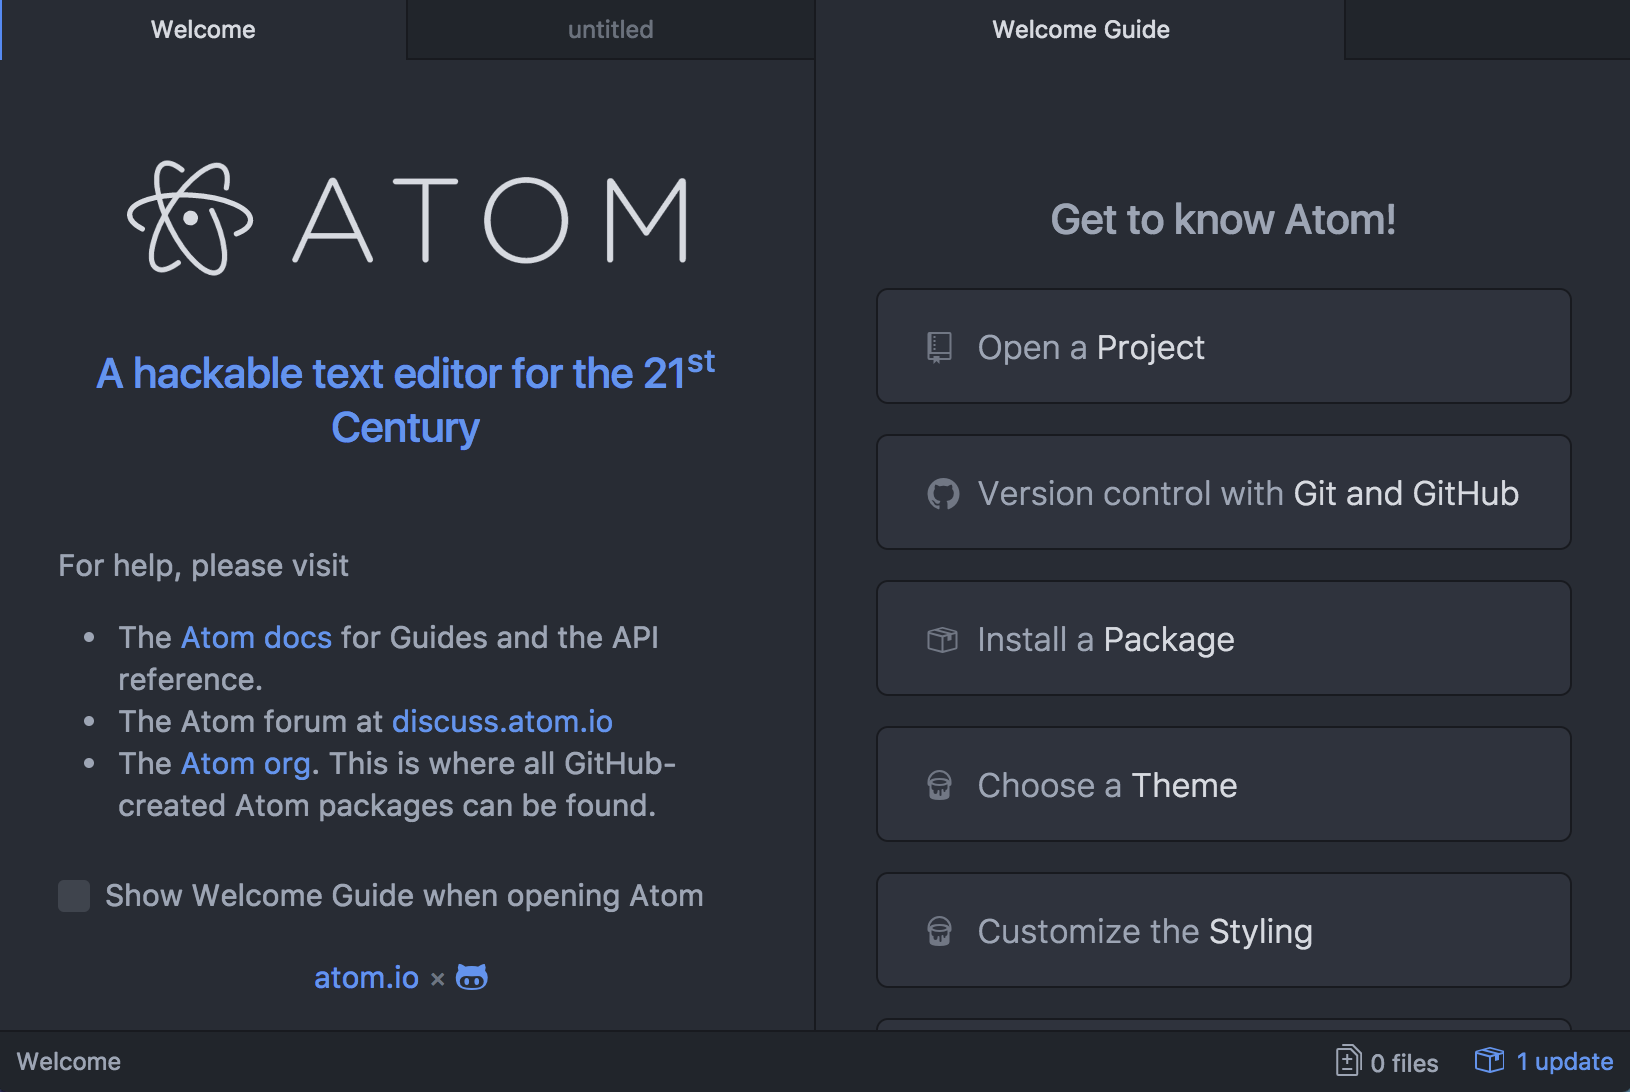 Welcome
untitled
Welcome Guide
ATOM
A hackable text editor for the 21st
Century
For help, please visit
• The Atom docs for Guides and the API
reference.
• The Atom forum at discuss.atom.io
• The Atom org. This is where all GitHub-
created Atom packages can be found.
Show Welcome Guide when opening Atom
atom.io ×
Get to know Atom!
Open a Project
Version control with Git and GitHub
Install a Package
Choose a Theme
Customize the Styling
Welcome
0 files
1 update